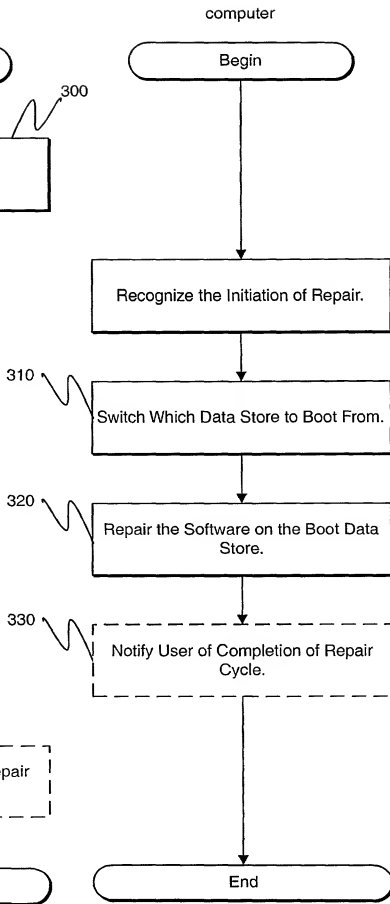 computer
Begin
300
Recognize the Initiation of Repair.
310
Switch Which Data Store to Boot From.
320
Repair the Software on the Boot Data
Store.
330
Notify User of Completion of Repair
Cycle.
epair
End